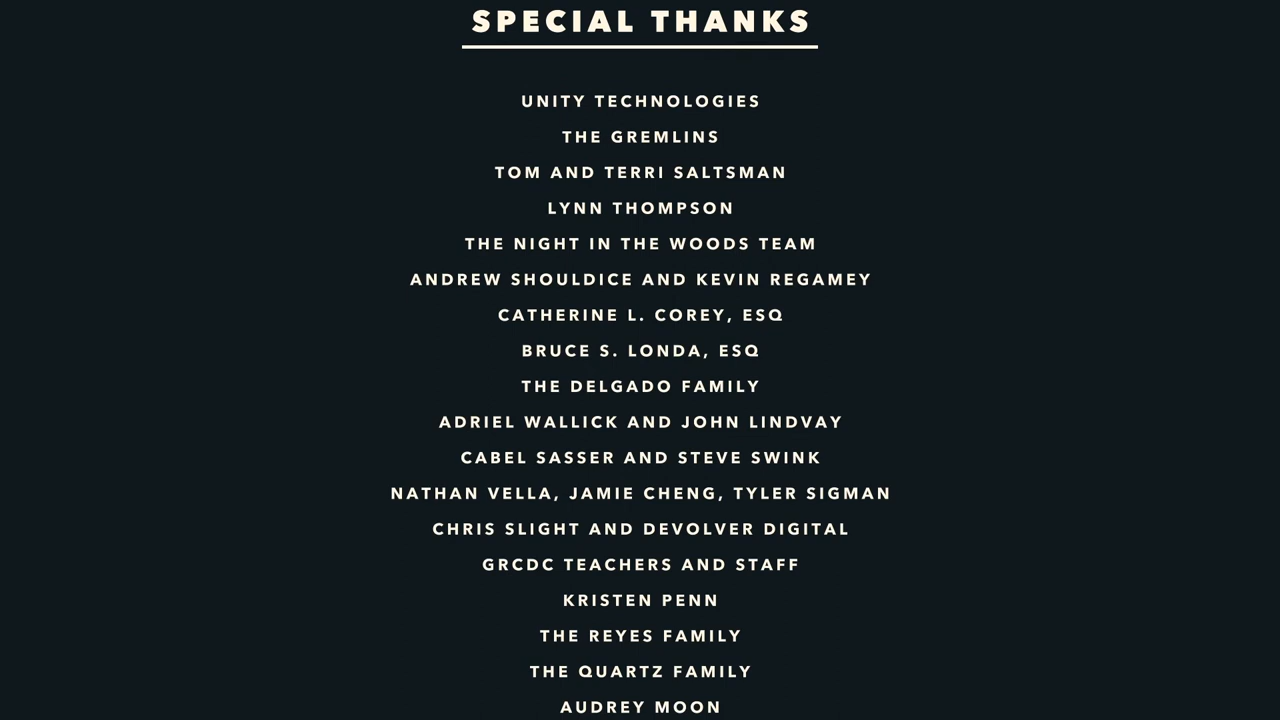 SPECIAL THANKS
UNITY TECHNOLOGIES
THE GREMLINS
TOM AND TERRI SALTSMAN
LYNN THOMPSON
THE NIGHT IN THE WOODS TEAM
ANDREW SHOULDICE AND KEVIN REGAMEY
CATHERINE L. COREY, ESQ
BRUCE S. LONDA, ESQ
THE DELGADO FAMILY
ADRIEL WALLICK AND JOHN LINDVAY
CABEL SASSER AND STEVE SWINK
NATHAN VELLA, JAMIE CHENG, TYLER SIGMAN
CHRIS SLIGHT AND DEVOLVER DIGITAL
GRCDC TEACHERS AND STAFF
KRISTEN PENN
THE REYES FAMILY
THE QUARTZ FAMILY
AUDREY MOON